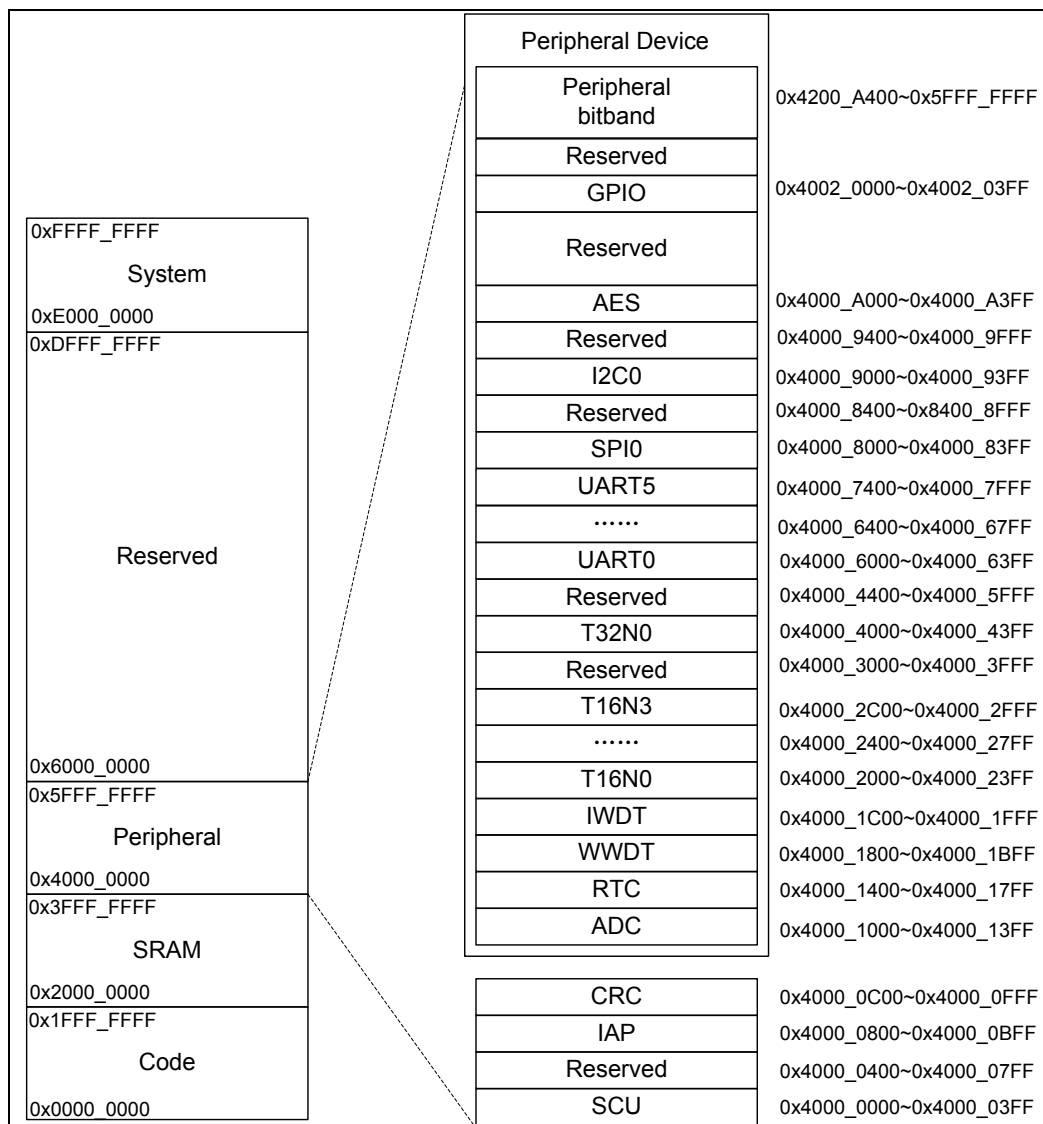 Peripheral Device
Peripheral
bitband
0x4200_A400~0x5FFF_FFFF
Reserved
GPIO
0x4002_0000~0x4002_03FF
Reserved
AES
0x4000_A000~0x4000_A3FF
Reserved
0x4000_9400~0x4000_9FFF
I2C0
0x4000_9000~0x4000_93FF
Reserved
0x4000_8400~0x8400_8FFF
SPI0
0x4000_8000~0x4000_83FF
UART5
0x4000_7400~0x4000_7FFF
……
0x4000_6400~0x4000_67FF
UART0
0x4000_6000~0x4000_63FF
Reserved
0x4000_4400~0x4000_5FFF
T32N0
0x4000_4000~0x4000_43FF
Reserved
0x4000_3000~0x4000_3FFF
T16N3
0x4000_2C00~0x4000_2FFF
……
0x4000_2400~0x4000_27FF
T16N0
0x4000_2000~0x4000_23FF
IWDT
0x4000_1C00~0x4000_1FFF
WWDT
0x4000_1800~0x4000_1BFF
RTC
0x4000_1400~0x4000_17FF
ADC
0x4000_1000~0x4000_13FF
CRC
0x4000_0C00~0x4000_0FFF
IAP
0x4000_0800~0x4000_0BFF
Reserved
0x4000_0400~0x4000_07FF
SCU
0x4000_0000~0x4000_03FF
0xFFFF_FFFF
System
0xE000_0000
0xDFFF_FFFF
Reserved
0x6000_0000
0x5FFF_FFFF
Peripheral
0x4000_0000
0x3FFF_FFFF
SRAM
0x2000_0000
0x1FFF_FFFF
Code
0x0000_0000